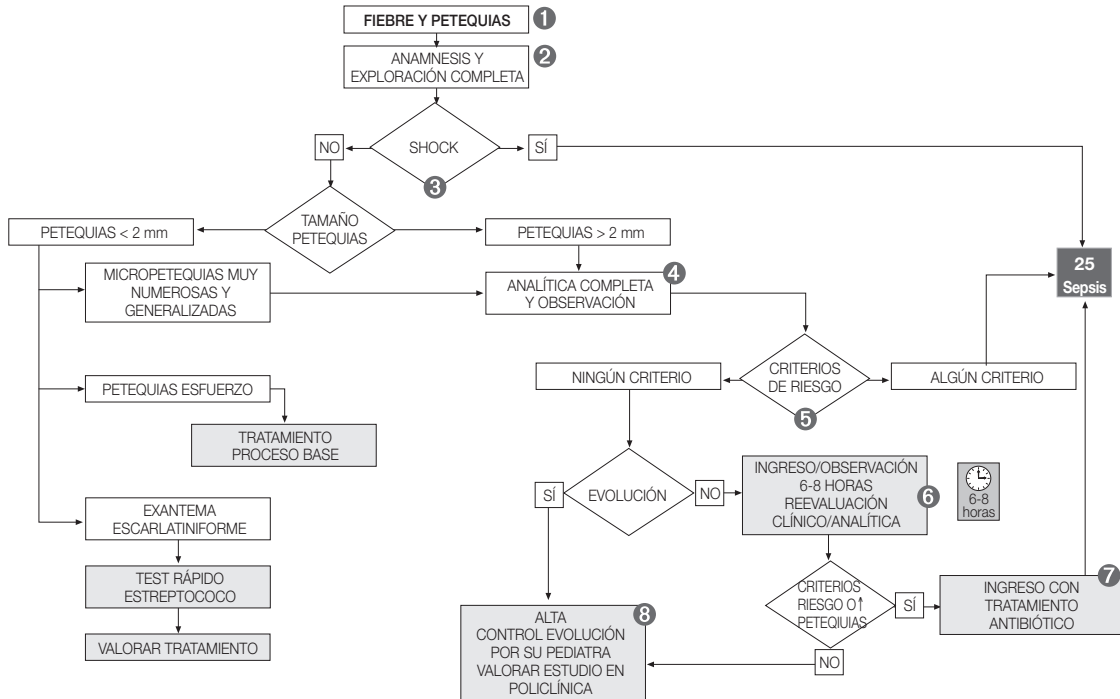 FIEBRE Y PETEQUIAS
1
ANAMNESIS Y
EXPLORACIÓN COMPLETA
2
NO
SHOCK
SÍ
3
TAMAÑO
PETEQUIAS
PETEQUIAS < 2 mm
PETEQUIAS > 2 mm
MICROPETEQUIAS MUY
NUMEROSAS Y
GENERALIZADAS
ANALÍTICA COMPLETA
Y OBSERVACIÓN
4
25
Sepsis
NINGÚN CRITERIO
CRITERIOS
DE RIESGO
ALGÚN CRITERIO
5
PETEQUIAS ESFUERZO
TRATAMIENTO
PROCESO BASE
SÍ
EVOLUCIÓN
NO
INGRESO/OBSERVACIÓN
6-8 HORAS
REEVALUACIÓN
CLÍNICO/ANALÍTICA
6
6-8
horas
EXANTEMA
ESCARLATINIFORME
TEST RÁPIDO
ESTREPTOCOCO
VALORAR TRATAMIENTO
CRITERIOS
RIESGO O↑
PETEQUIAS
SÍ
INGRESO CON
TRATAMIENTO
ANTIBIÓTICO
7
NO
ALTA
CONTROL EVOLUCIÓN
POR SU PEDIATRA
VALORAR ESTUDIO EN
POLICLÍNICA
8